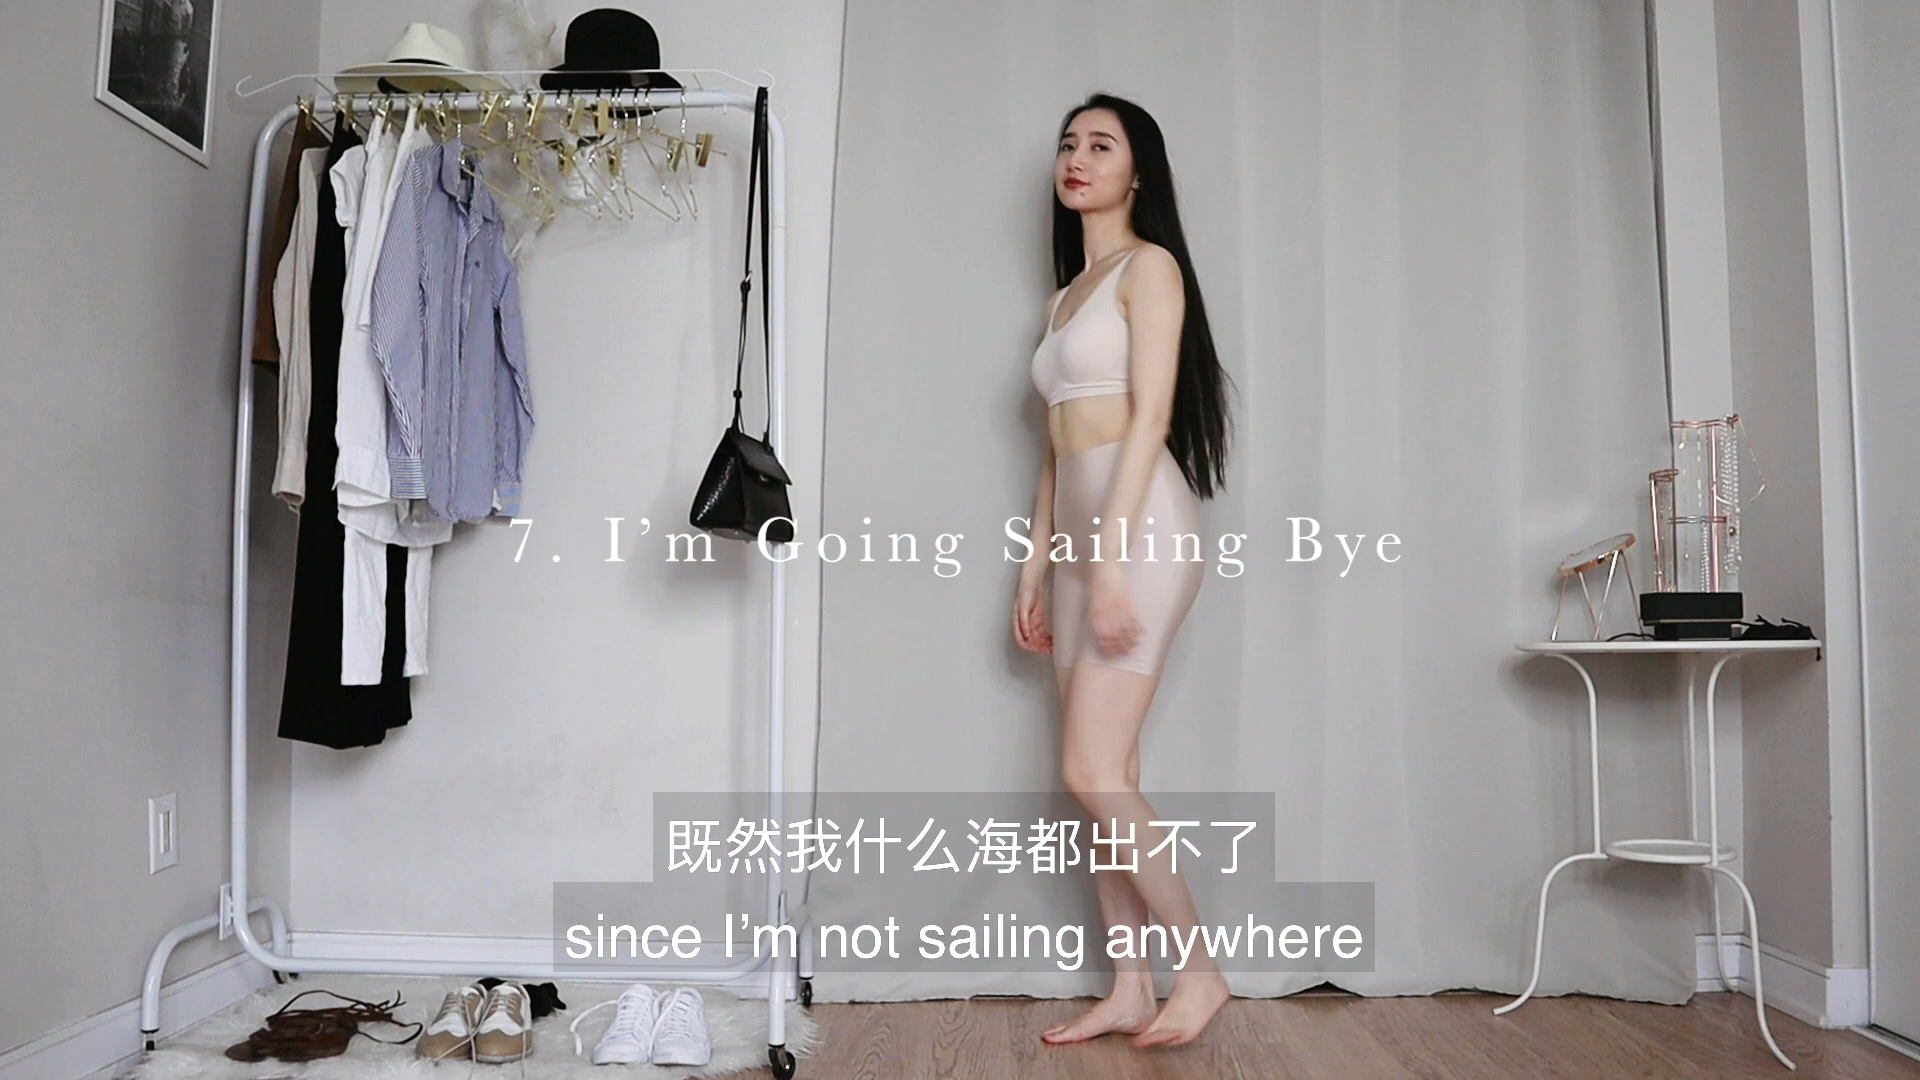 7. I’m Going Sailing Bye
既然我什么海都出不了
since I’m not sailing anywhere